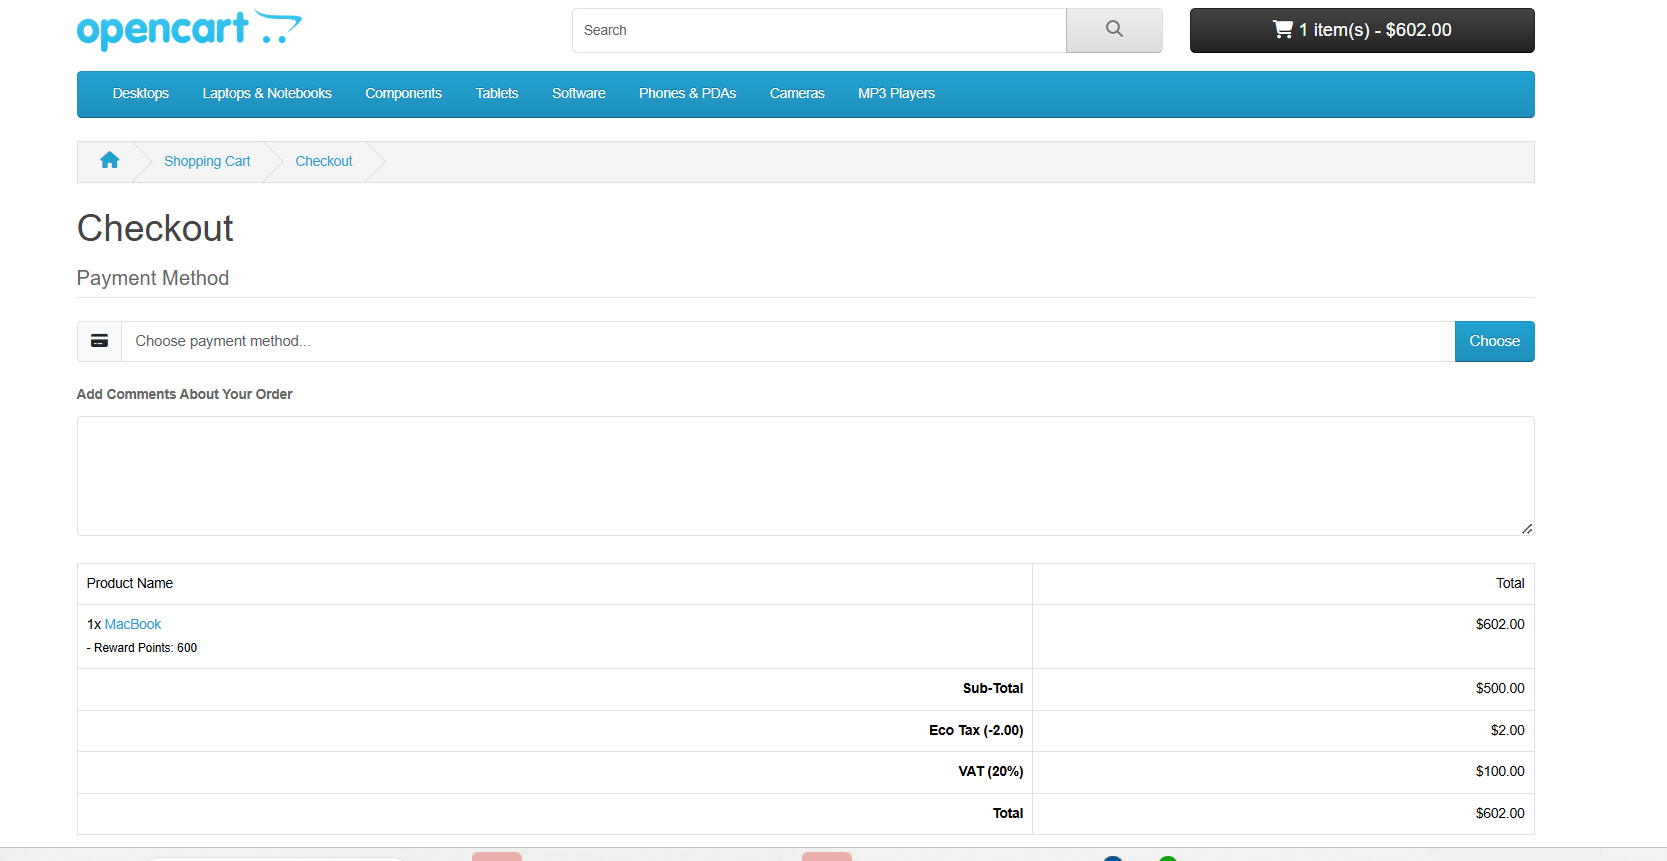 opencart
Search
1 item(s) - $602.00
Desktops Laptops & Notebooks Components Tablets Software Phones & PDAs Cameras MP3 Players
Shopping Cart Checkout
Checkout
Payment Method
Choose payment method... Choose
Add Comments About Your Order
Product Name Total
1x MacBook $602.00
- Reward Points: 600
Sub-Total $500.00
Eco Tax (-2.00) $2.00
VAT (20%) $100.00
Total $602.00